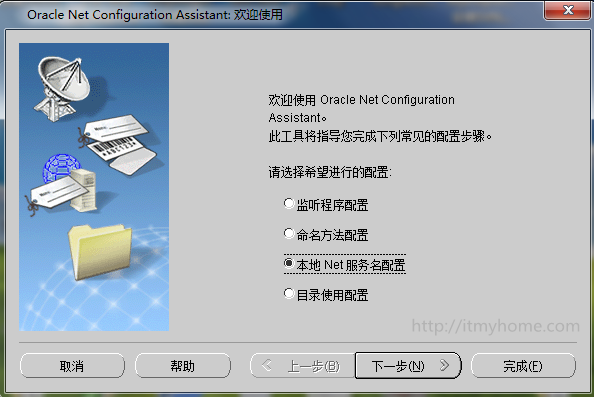 Oracle Net Configuration Assistant: 欢迎使用
欢迎使用 Oracle Net Configuration
Assistant。
此工具将指导您完成下列常见的配置步骤。
请选择希望进行的配置:
监听程序配置
命名方法配置
本地 Net 服务名配置
目录使用配置
http://itmyhome.com
取消
帮助
上一步(B)
下一步(N)
完成(F)